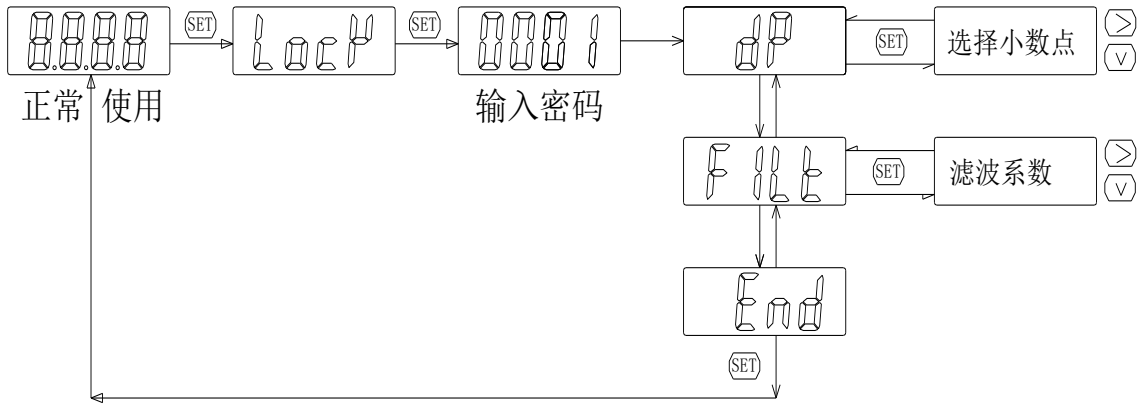 8.8.8.8
SET
LocK
SET
0001
dP
SET
选择小数点
>
∨
正常 使用
输入密码
FILt
SET
滤波系数
>
∨
End
SET